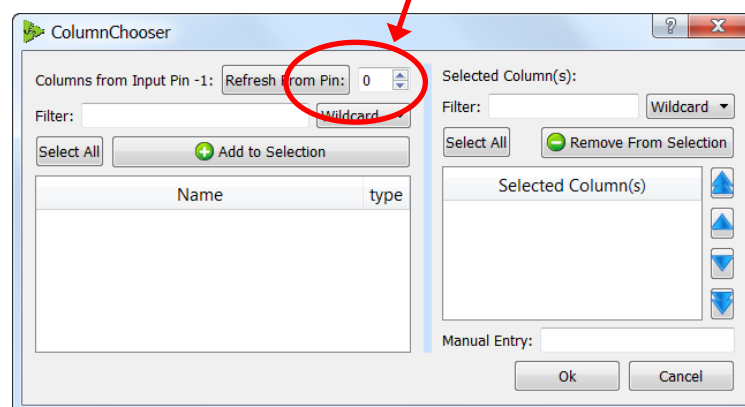 ColumnChooser
Columns from Input Pin -1: Refresh From Pin: 0
Filter: Wildcard
Select All Add to Selection
Name type
Selected Column(s):
Filter: Wildcard
Select All Remove From Selection
Selected Column(s)
Manual Entry:
Ok Cancel